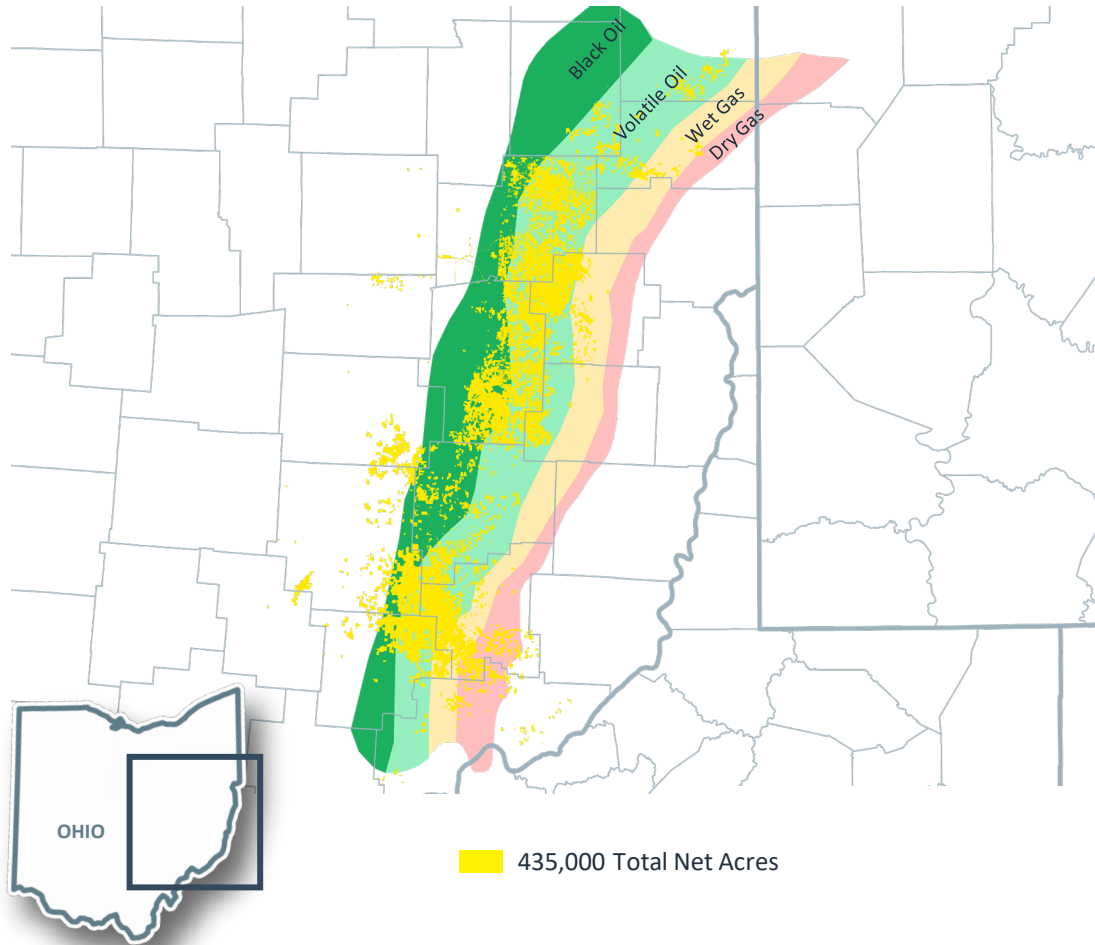 Black Oil
Volatile Oil
Wet Gas
Dry Gas
OHIO
435,000 Total Net Acres